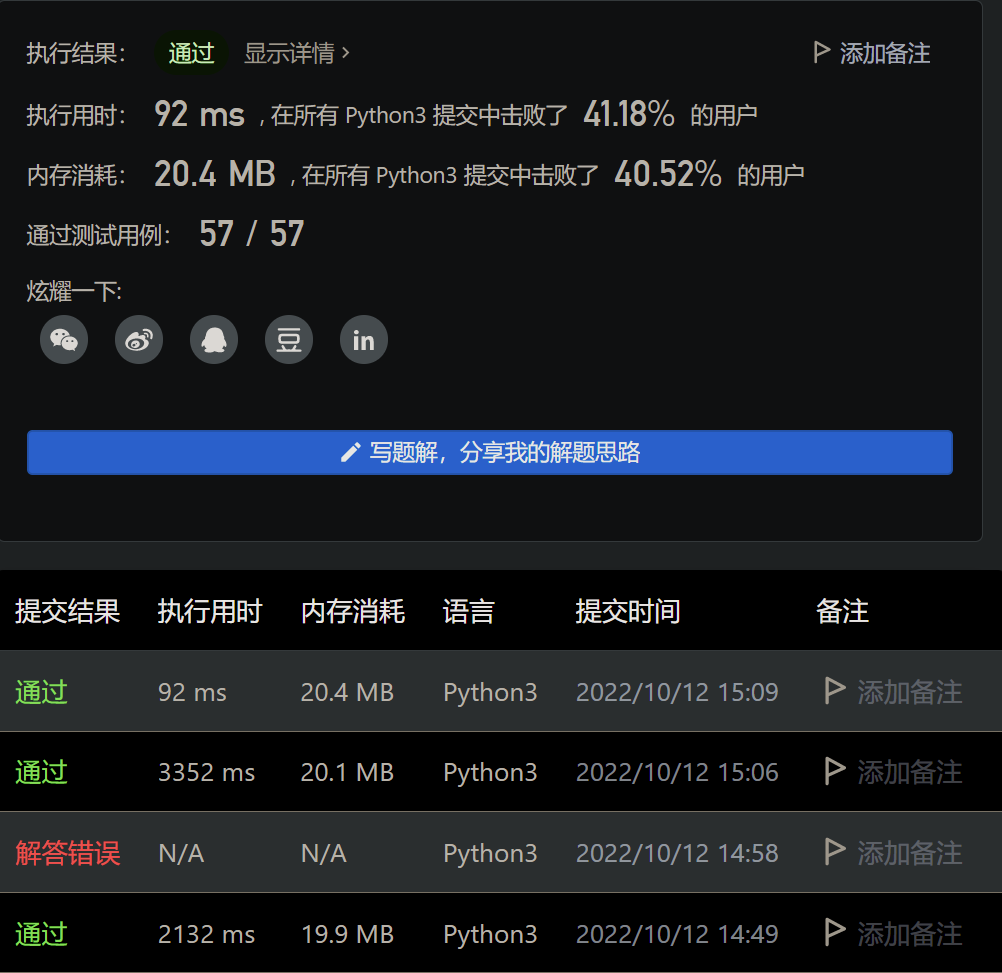 执行结果： 通过 显示详情 › 添加备注
执行用时： 92 ms ，在所有 Python3 提交中击败了 41.18% 的用户
内存消耗： 20.4 MB ，在所有 Python3 提交中击败了 40.52% 的用户
通过测试用例： 57 / 57
炫耀一下:
豆 in
写题解，分享我的解题思路
提交结果 执行用时 内存消耗 语言 提交时间 备注
通过 92 ms 20.4 MB Python3 2022/10/12 15:09 添加备注
通过 3352 ms 20.1 MB Python3 2022/10/12 15:06 添加备注
解答错误 N/A N/A Python3 2022/10/12 14:58 添加备注
通过 2132 ms 19.9 MB Python3 2022/10/12 14:49 添加备注